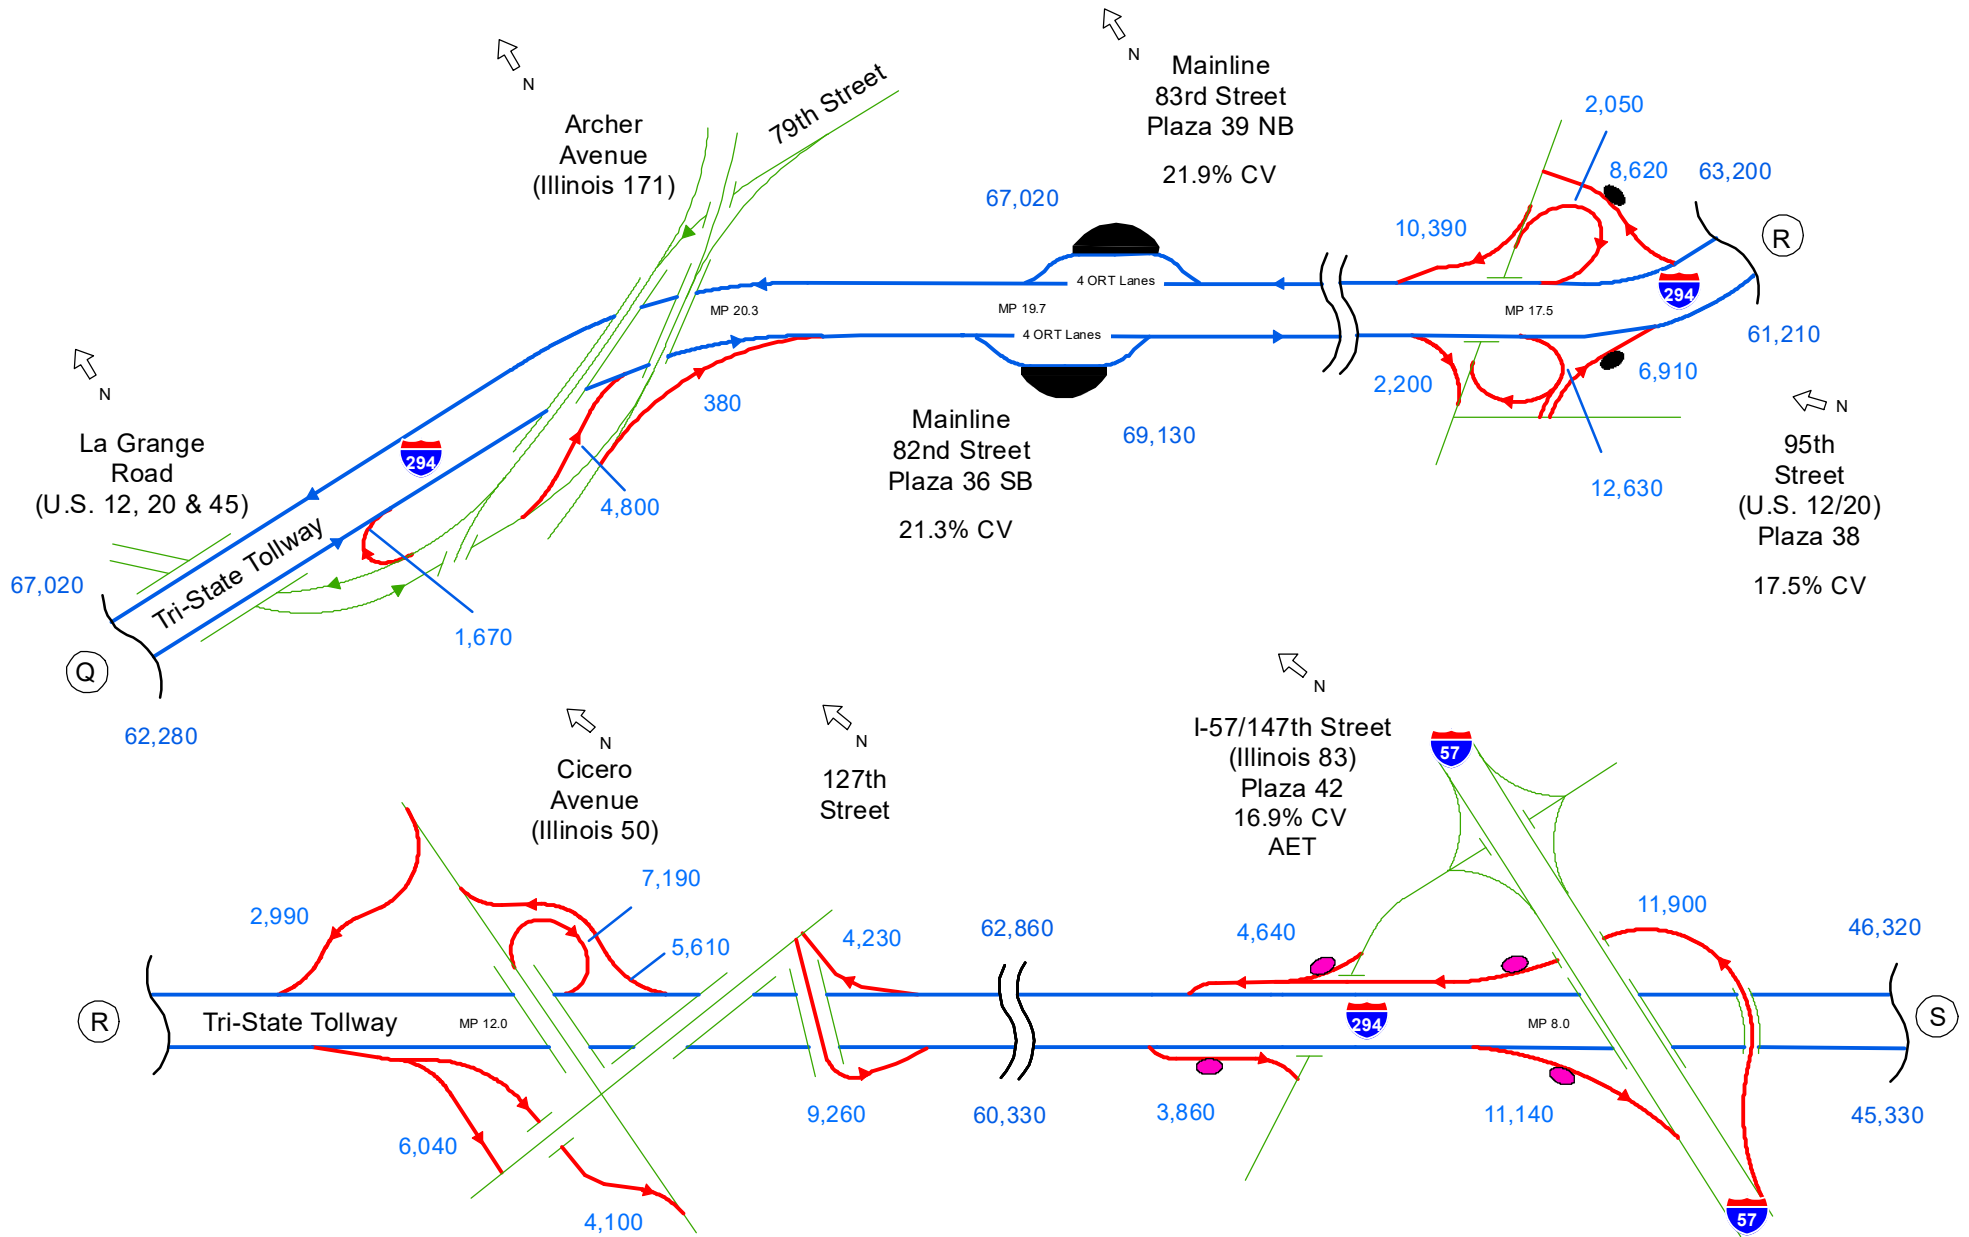 N
Archer
Avenue
(Illinois 171)
79th Street
N
Mainline
83rd Street
Plaza 39 NB
21.9% CV
67,020
2,050
8,620
63,200
10,390
R
4 ORT Lanes
294
MP 20.3
MP 19.7
MP 17.5
4 ORT Lanes
61,210
N
2,200
6,910
380
N
La Grange
Road
(U.S. 12, 20 & 45)
294
Mainline
82nd Street
Plaza 36 SB
21.3% CV
69,130
12,630
95th
Street
(U.S. 12/20)
Plaza 38
17.5% CV
4,800
Tri-State Tollway
67,020
1,670
Q
62,280
N
Cicero
Avenue
(Illinois 50)
N
127th
Street
N
I-57/147th Street
(Illinois 83)
Plaza 42
16.9% CV
AET
57
7,190
2,990
5,610
4,230
62,860
4,640
11,900
46,320
R
Tri-State Tollway
MP 12.0
294
MP 8.0
S
6,040
9,260
60,330
3,860
11,140
45,330
4,100
57